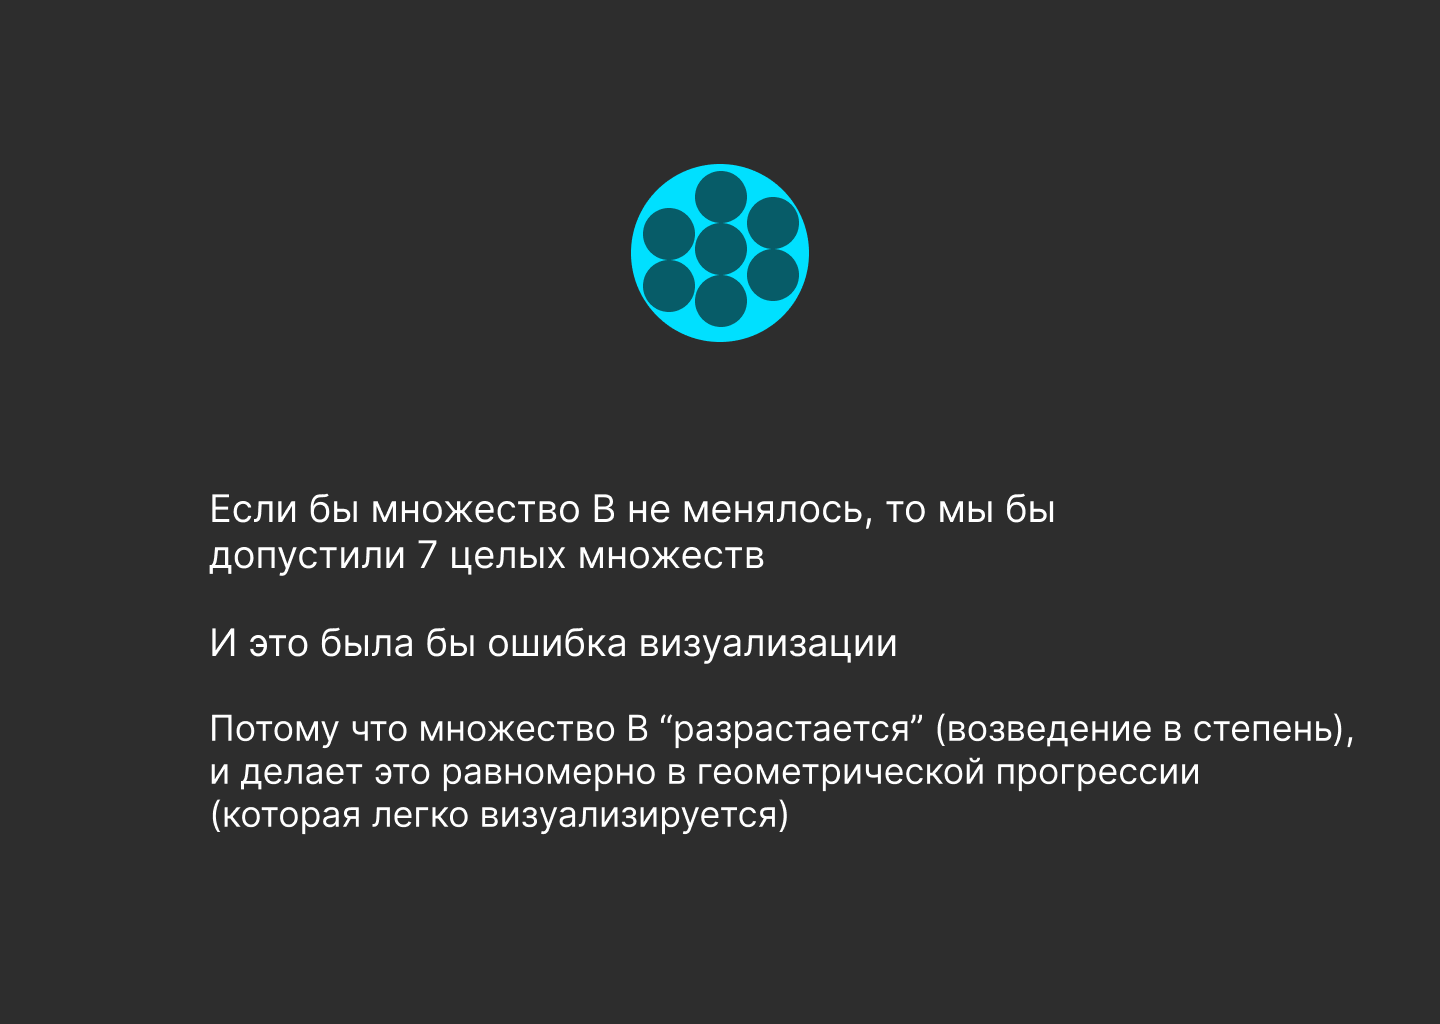 Если бы множество B не менялось, то мы бы
допустили 7 целых множеств
И это была бы ошибка визуализации
Потому что множество B “разрастается” (возведение в степень),
и делает это равномерно в геометрической прогрессии
(которая легко визуализируется)